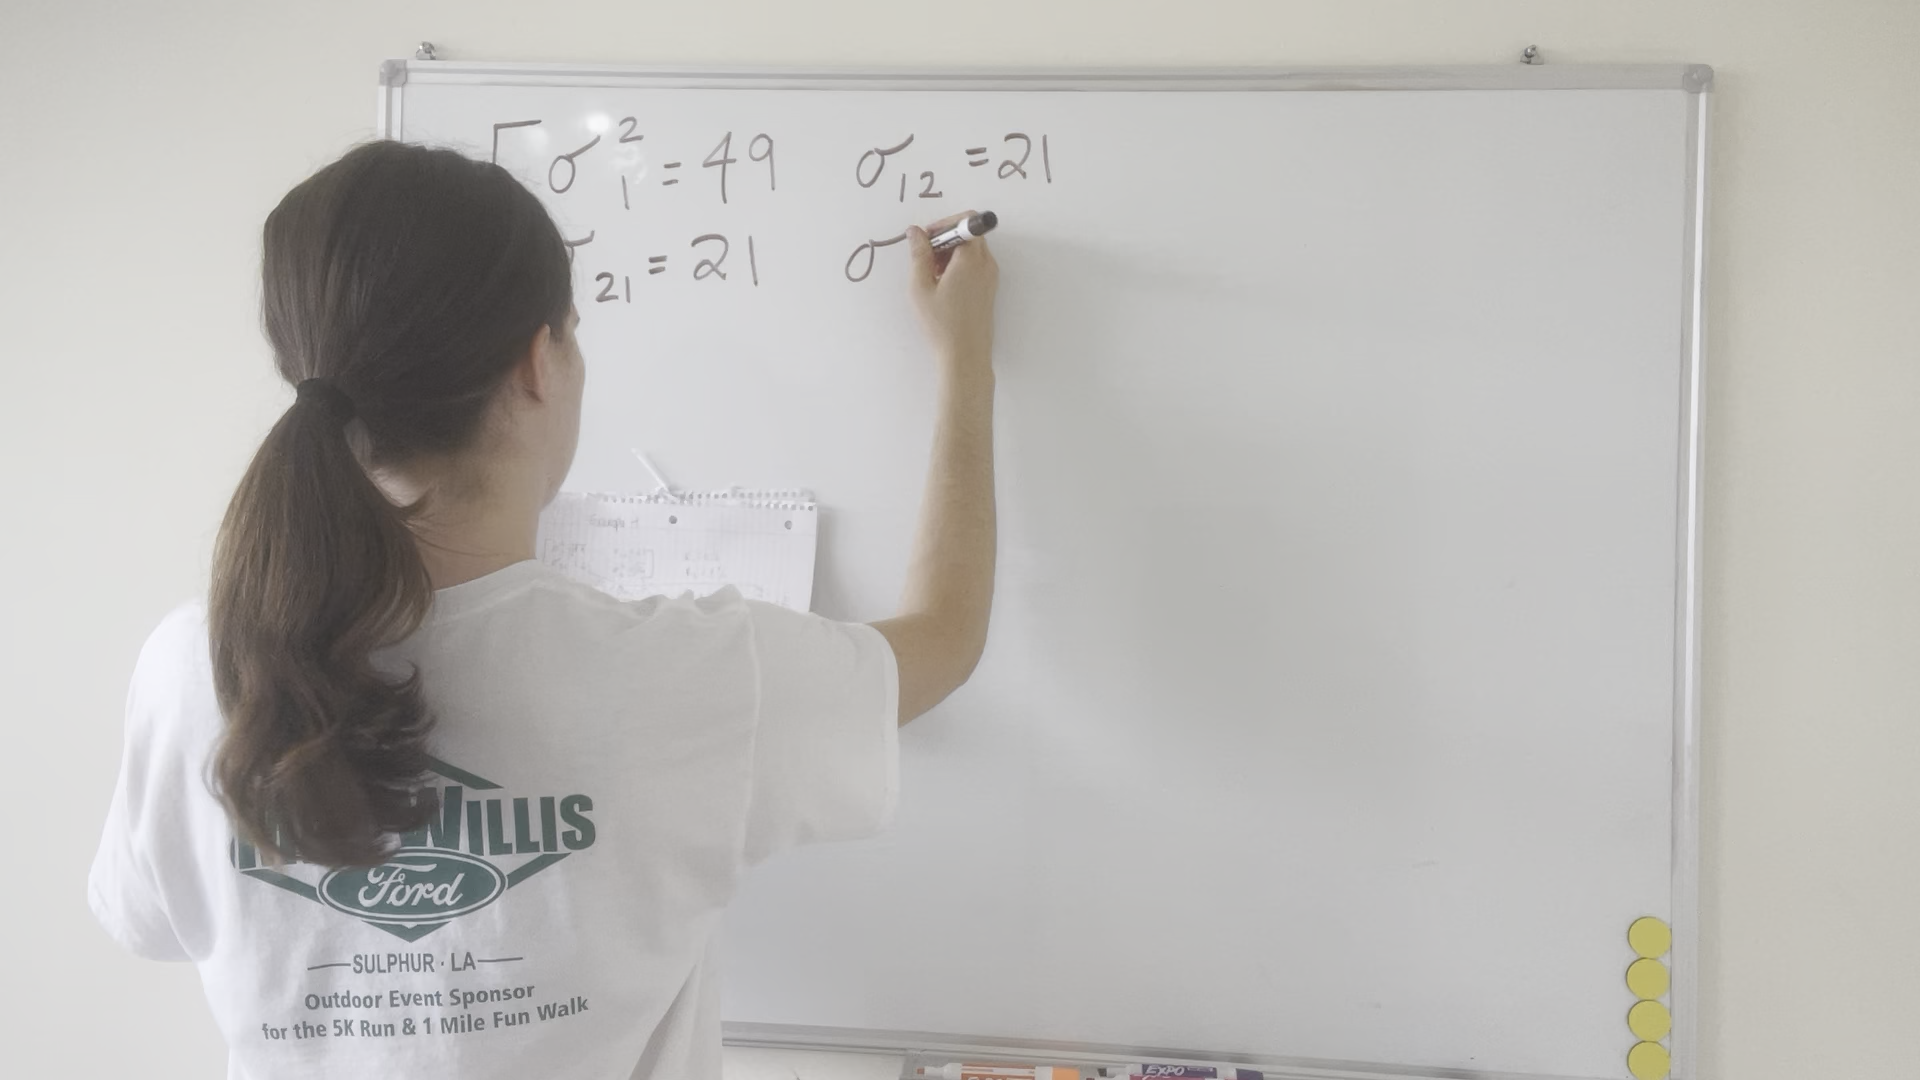 σ²₁ = 49 σ₁₂ = 21
σ₂₁ = 21 σ
WILLIS
Ford
SULPHUR · LA
Outdoor Event Sponsor
for the 5K Run & 1 Mile Fun Walk
EXPO